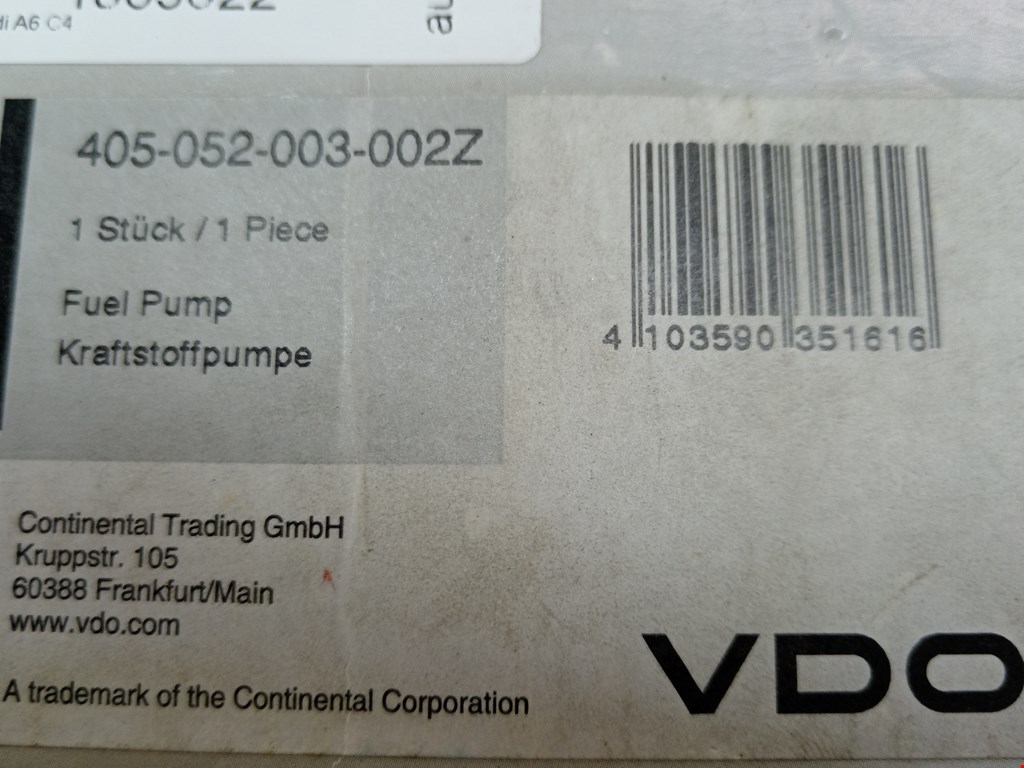 di A6 C4
405-052-003-002Z
1 Stück / 1 Piece
Fuel Pump
Kraftstoffpumpe
4 103590 351616
Continental Trading GmbH
Kruppstr. 105
60388 Frankfurt/Main
www.vdo.com
A trademark of the Continental Corporation
VDO